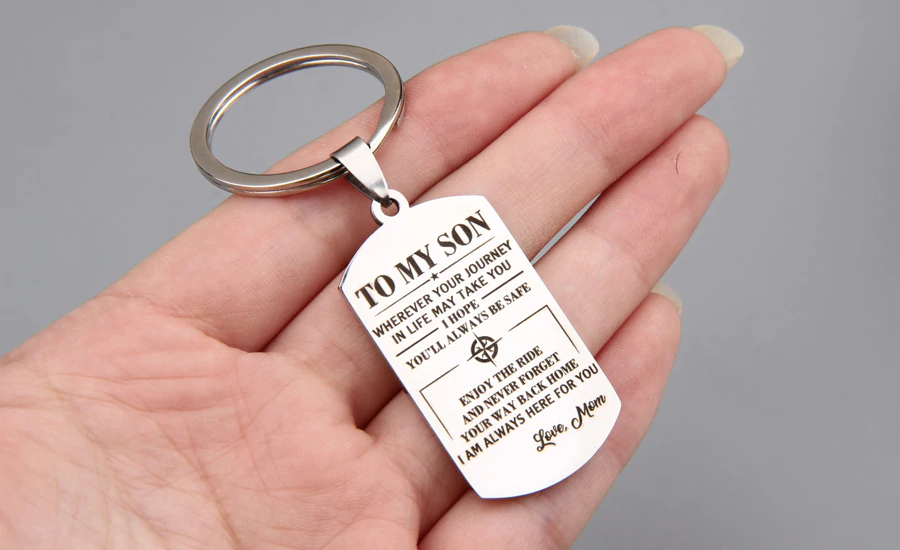 TO MY SON
WHEREVER YOUR JOURNEY
IN LIFE MAY TAKE YOU
I HOPE
YOU'LL ALWAYS BE SAFE
ENJOY THE RIDE
AND NEVER FORGET
YOUR WAY BACK HOME
I AM ALWAYS HERE FOR YOU
Love, Mom